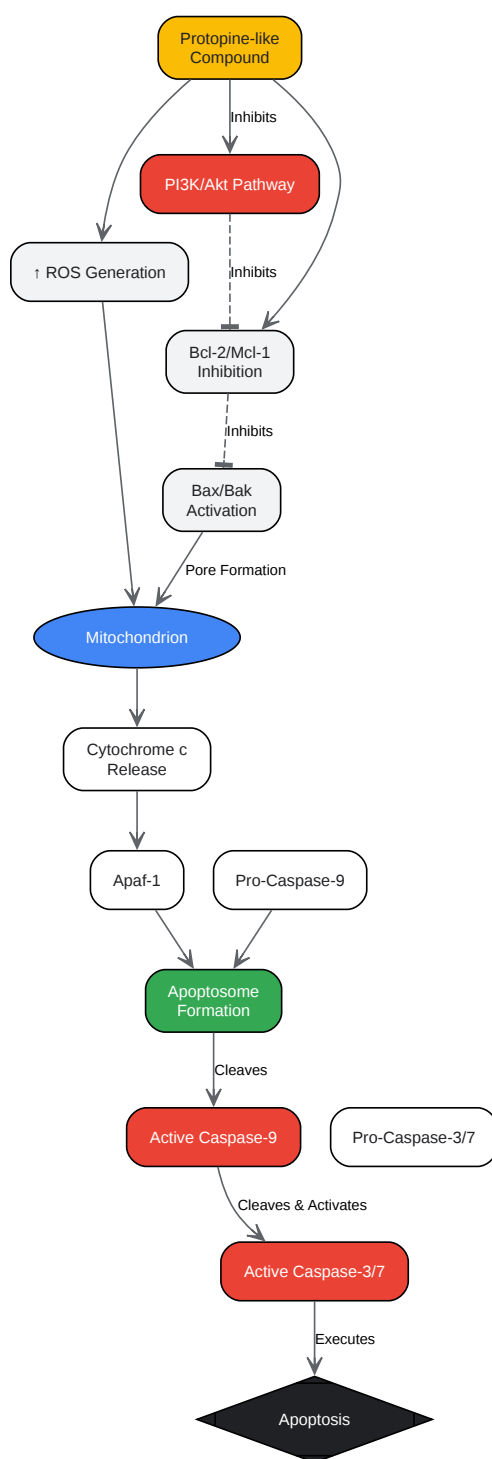 Protopine-like
Compound
Inhibits
PI3K/Akt Pathway
↑ ROS Generation
Inhibits
Bcl-2/Mcl-1
Inhibition
Inhibits
Bax/Bak
Activation
Pore Formation
Mitochondrion
Cytochrome c
Release
Apaf-1
Pro-Caspase-9
Apoptosome
Formation
Cleaves
Active Caspase-9
Pro-Caspase-3/7
Cleaves & Activates
Active Caspase-3/7
Executes
Apoptosis